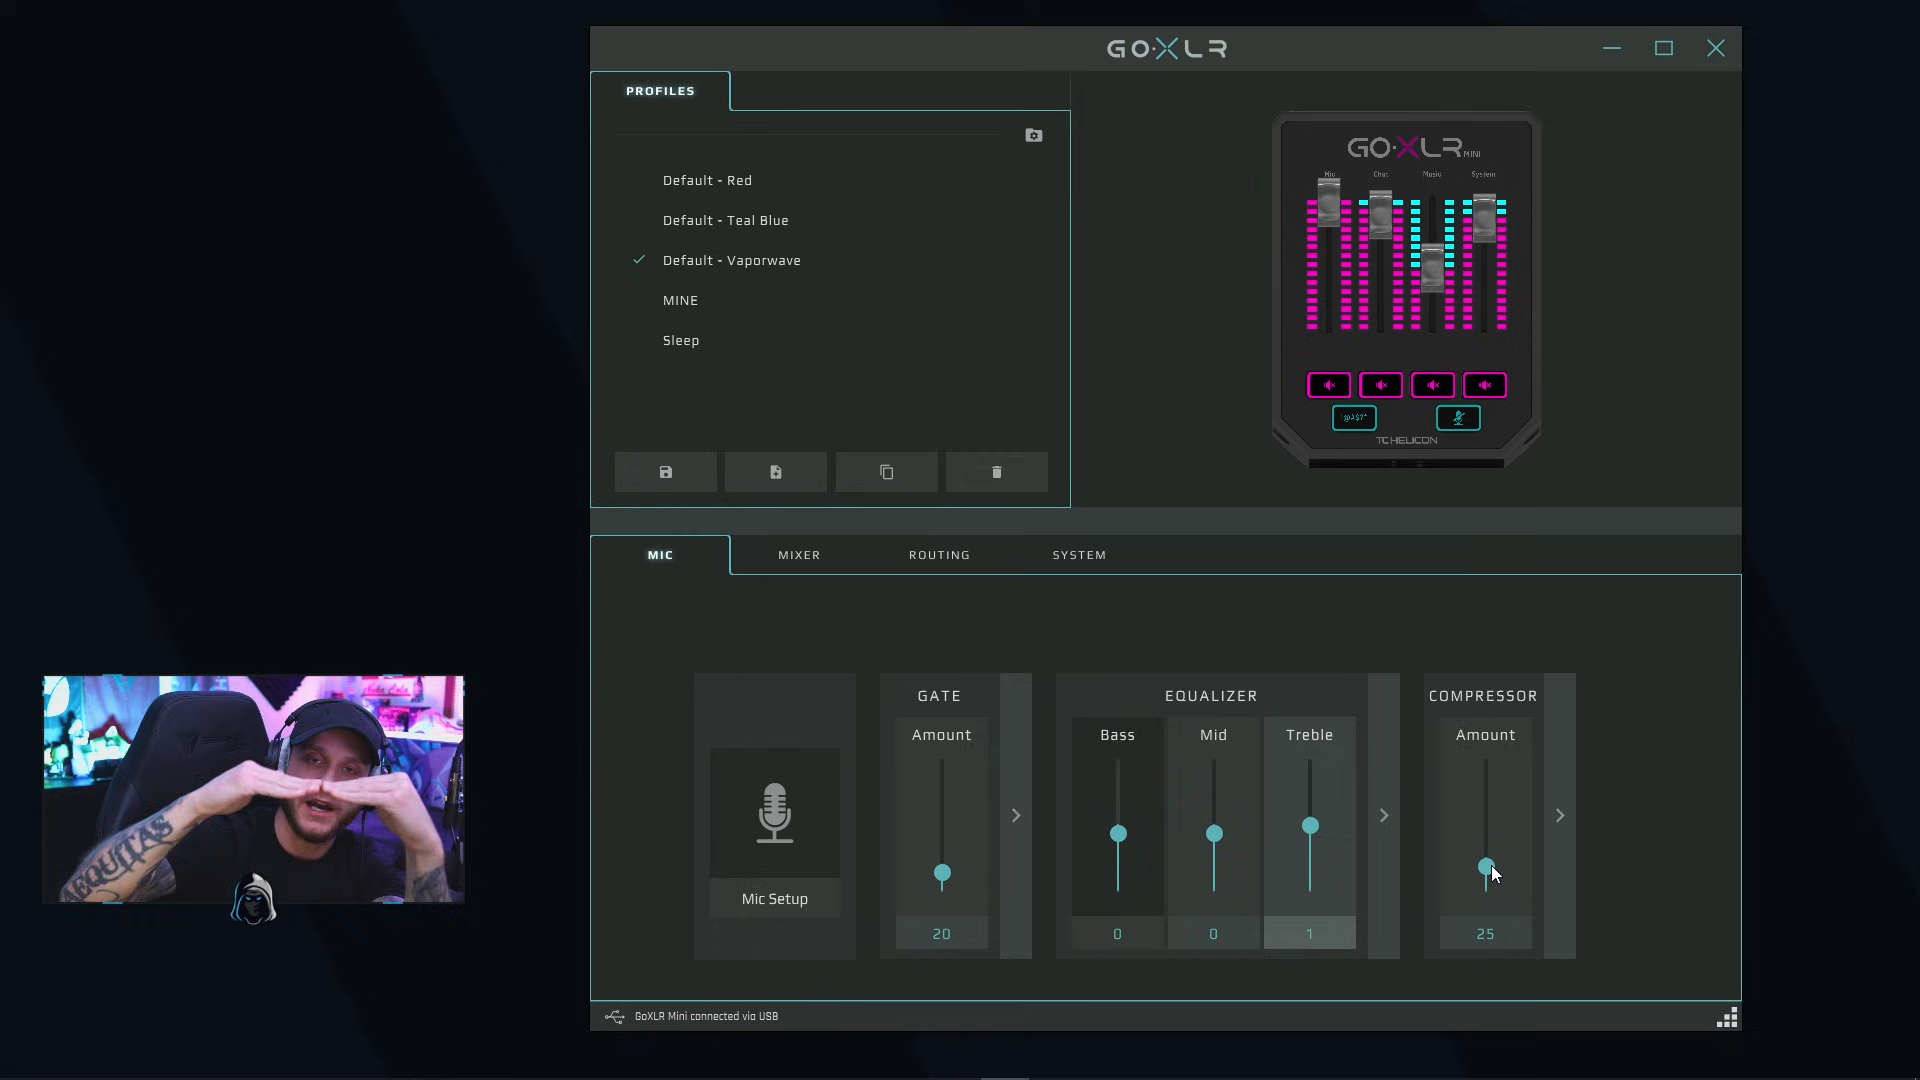 GO·XLR
PROFILES
Default - Red
Default - Teal Blue
Default - Vaporwave
MINE
Sleep
GO·XLR MINI
Mic Chat Music System
!@#$?*
TC HELICON
MIC MIXER ROUTING SYSTEM
GATE EQUALIZER COMPRESSOR
Amount Bass Mid Treble Amount
Mic Setup
20 0 0 1 25
GoXLR Mini connected via USB
EQUITAS